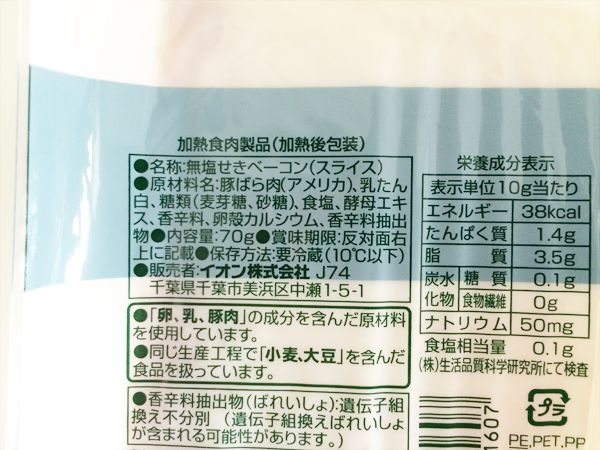 加熱食肉製品(加熱後包装)
●名称:無塩せきベーコン(スライス)
●原材料名:豚ばら肉(アメリカ)、乳たん
白、糖類(麦芽糖、砂糖)、食塩、酵母エキ
ス、香辛料、卵殻カルシウム、香辛料抽出
物●内容量:70g●賞味期限:反対面右
上に記載●保存方法:要冷蔵(10℃以下)
●販売者:イオン株式会社 J74
千葉県千葉市美浜区中瀬1-5-1
●「卵、乳、豚肉」の成分を含んだ原材料
を使用しています。
●同じ生産工程で「小麦、大豆」を含んだ
食品を扱っています。
●香辛料抽出物(ばれいしょ):遺伝子組
換え不分別 (遺伝子組換えばれいしょ
が含まれる可能性があります。)
栄養成分表示
表示単位10g当たり
エネルギー 38kcal
たんぱく質 1.4g
脂質 3.5g
炭水化物 糖質 0.1g
食物繊維 0g
ナトリウム 50mg
食塩相当量 0.1g
(株)生活品質科学研究所にて検査
1607
プラ
PE,PET,PP